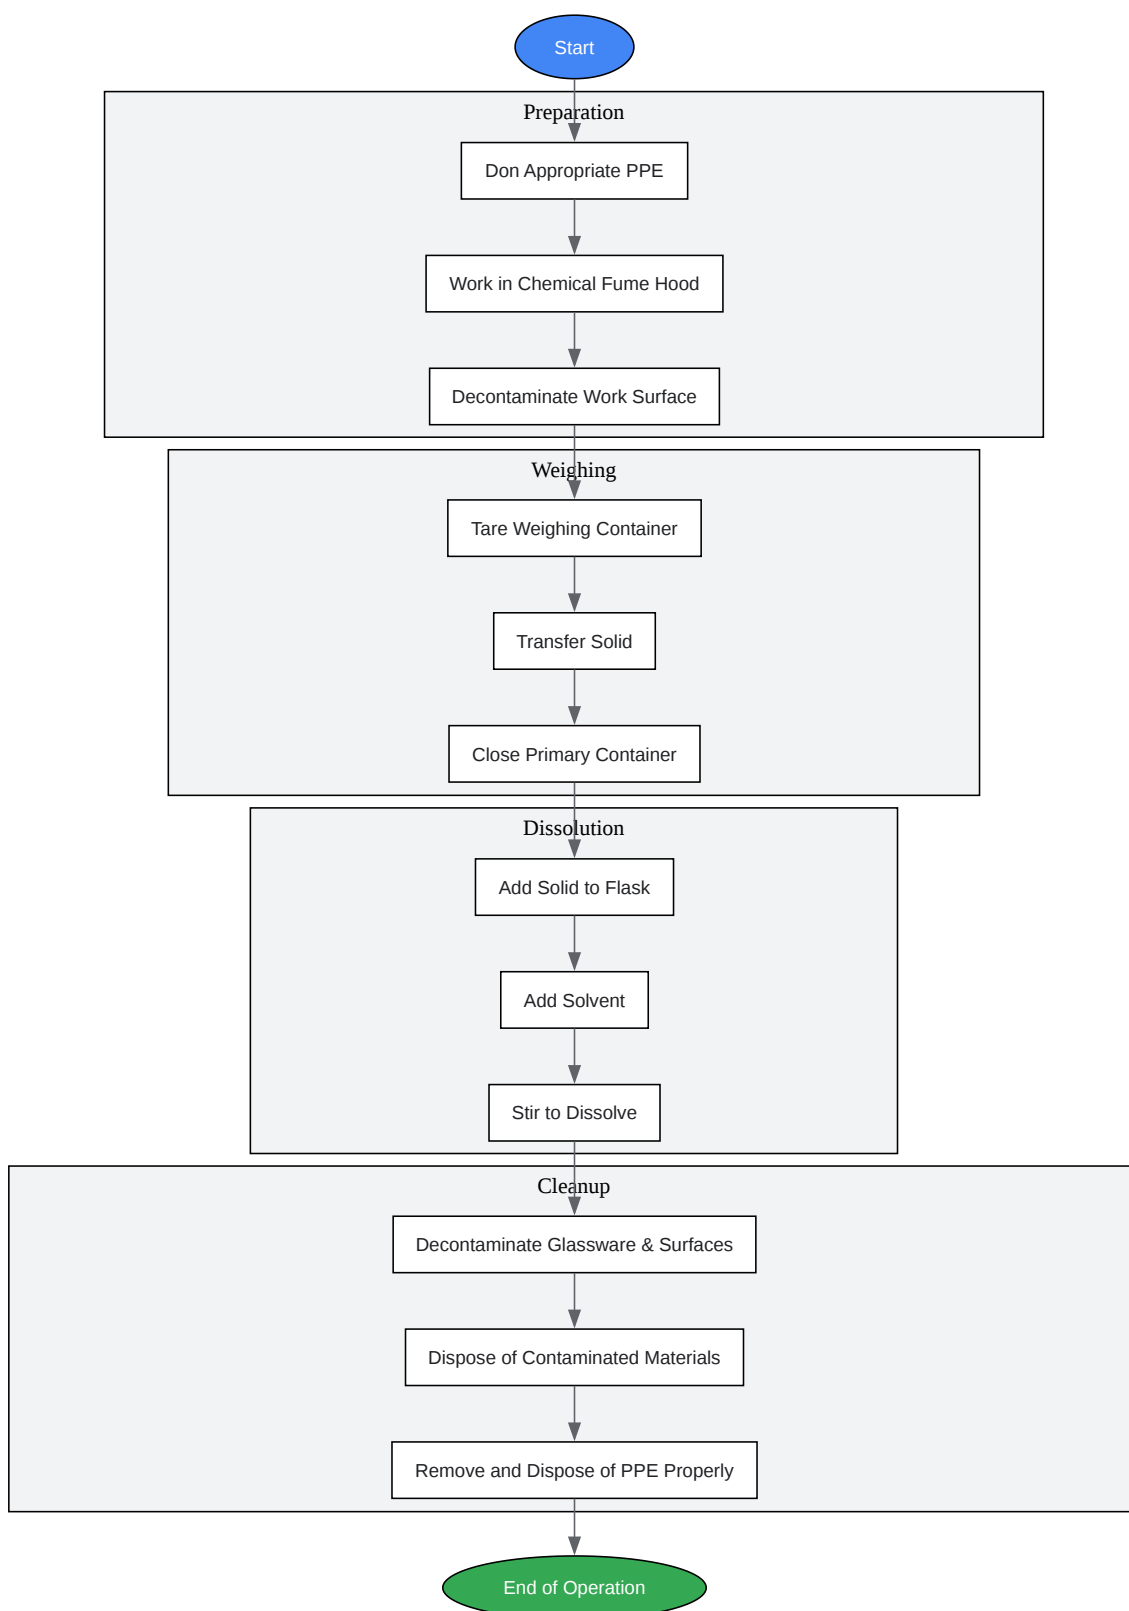 Start
Preparation
Don Appropriate PPE
Work in Chemical Fume Hood
Decontaminate Work Surface
Weighing
Tare Weighing Container
Transfer Solid
Close Primary Container
Dissolution
Add Solid to Flask
Add Solvent
Stir to Dissolve
Cleanup
Decontaminate Glassware & Surfaces
Dispose of Contaminated Materials
Remove and Dispose of PPE Properly
End of Operation